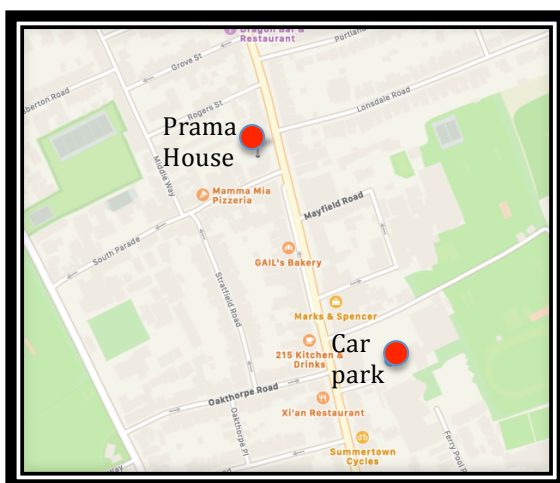 Dragon Bar &
Restaurant
Portland
Grove St
Lonsdale Road
Rogers St
Prama
House
Middle Way
Mamma Mia
Pizzeria
Mayfield Road
South Parade
GAIL's Bakery
Stratfield Road
Marks & Spencer
Car
park
215 Kitchen &
Drinks
Oakthorpe Road
Xi'an Restaurant
Oakthorpe Pl
Ferry Pool R
Summertown
Cycles
Way